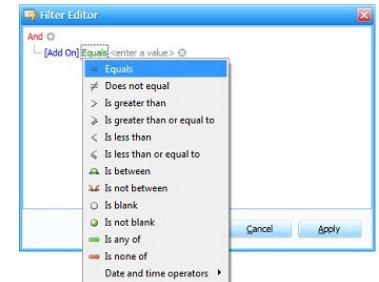 Filter Editor
And
[Add On] Equals <enter a value>
= Equals
≠ Does not equal
> Is greater than
⩾ Is greater than or equal to
< Is less than
⩽ Is less than or equal to
Is between
Is not between
Is blank
Is not blank
Is any of
Is none of
Date and time operators
Cancel Apply